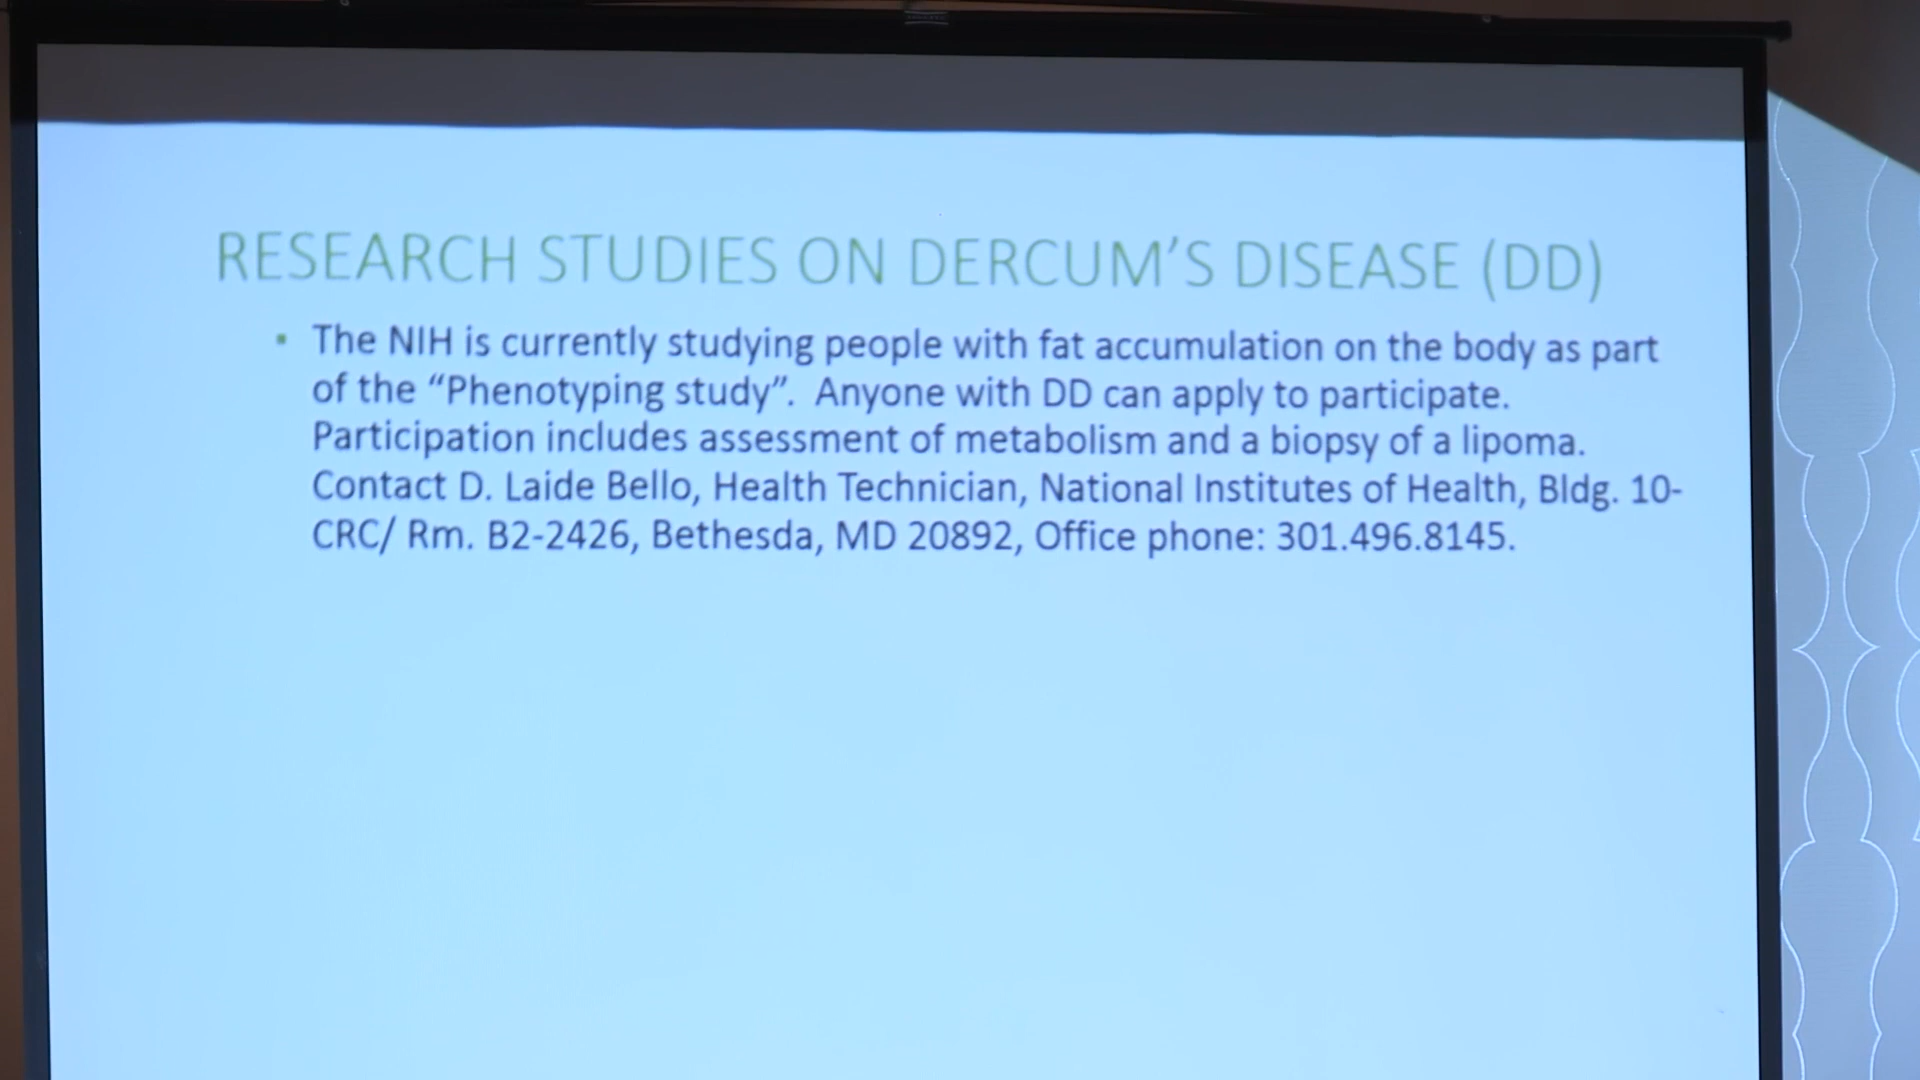 RESEARCH STUDIES ON DERCUM'S DISEASE (DD)
▪ The NIH is currently studying people with fat accumulation on the body as part
of the “Phenotyping study”.  Anyone with DD can apply to participate.
Participation includes assessment of metabolism and a biopsy of a lipoma.
Contact D. Laide Bello, Health Technician, National Institutes of Health, Bldg. 10-
CRC/ Rm. B2-2426, Bethesda, MD 20892, Office phone: 301.496.8145.